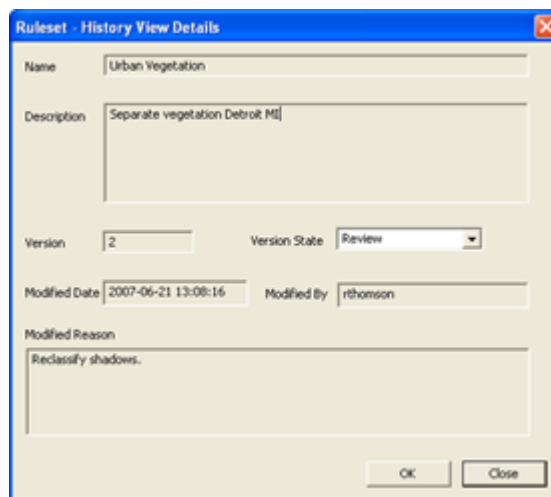 Ruleset - History View Details
Name Urban Vegetation
Description Separate vegetation Detroit MI
Version 2 Version State Review
Modified Date 2007-06-21 13:08:16 Modified By rthomson
Modified Reason
Reclassify shadows.
OK Close